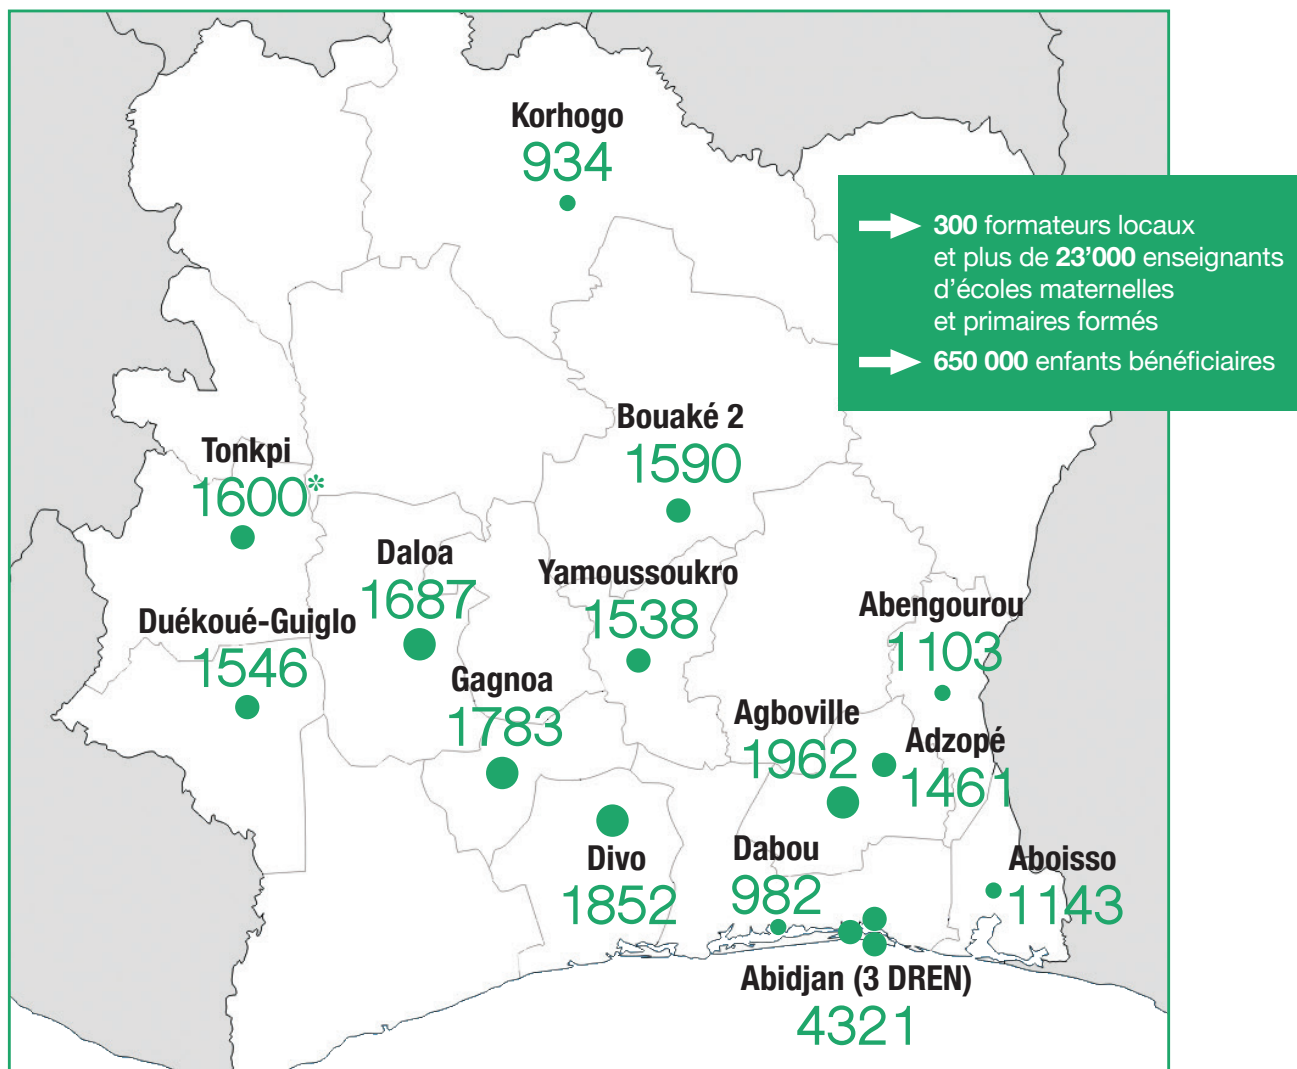 Korhogo
934
300 formateurs locaux
et plus de 23’000 enseignants
d’écoles maternelles
et primaires formés
650 000 enfants bénéficiaires
Bouaké 2
1590
Tonkpi
1600*
Daloa
1687
Yamoussoukro
1538
Abengourou
1103
Duékoué-Guiglo
1546
Gagnoa
1783
Agboville
1962
Adzopé
1461
Divo
1852
Dabou
982
Aboisso
1143
Abidjan (3 DREN)
4321